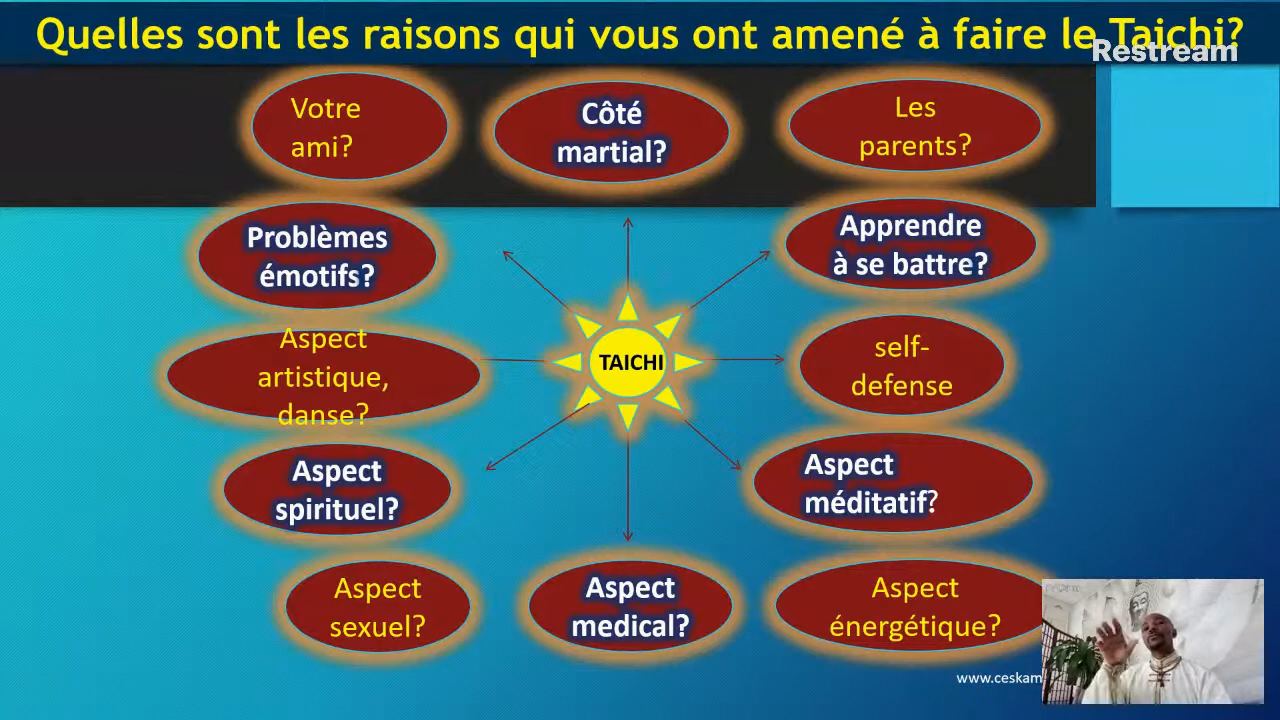 Quelles sont les raisons qui vous ont amené à faire le Taichi?
Restream
Votre
ami?
Côté
martial?
Les
parents?
Problèmes
émotifs?
Apprendre
à se battre?
Aspect
artistique,
danse?
TAICHI
self-
defense
Aspect
spirituel?
Aspect
méditatif?
Aspect
sexuel?
Aspect
medical?
Aspect
énergétique?
www.ceskam